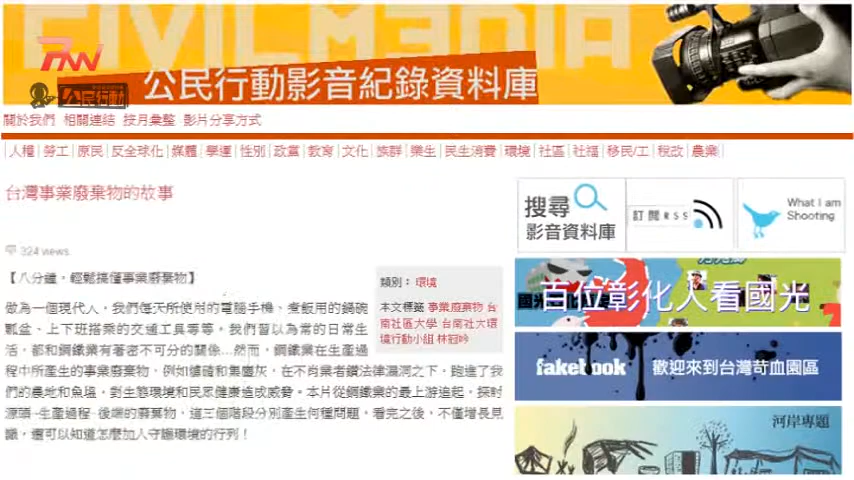 CIVILMEDIA
PNN
公民行動
公民行動影音紀錄資料庫
關於我們 相關連結 按月彙整 影片分享方式
人權 勞工 原民 反全球化 媒體 學運 性別 政黨 教育 文化 族群 樂生 民生消費 環境 社區 社福 移民/工 稅改 農業
台灣事業廢棄物的故事
324 views
【八分鐘，輕鬆搞懂事業廢棄物】
做為一個現代人，我們每天所使用的電腦手機、煮飯用的鍋碗
瓢盆、上下班搭乘的交通工具等等。我們習以為常的日常生
活，都和鋼鐵業有著密不可分的關係…然而，鋼鐵業在生產過
程中所產生的事業廢棄物，例如爐碴和集塵灰，在不肖業者鑽法律漏洞之下，跑進了我
們的農地和魚塭，對生態環境和民眾健康造成威脅。本片從鋼鐵業的最上游追起，探討
源頭-生產過程-後端的廢棄物，這三個階段分別產生何種問題，看完之後，不僅增長見
識，還可以知道怎麼加入守護環境的行列！
類別： 環境
本文標籤 事業廢棄物 台
南社區大學 台南社大環
境行動小組 林冠吟
搜尋
影音資料庫
訂閱RSS
What I am
Shooting
百位彰化人看國光
fakebook 歡迎來到台灣苛血園區
河岸專題